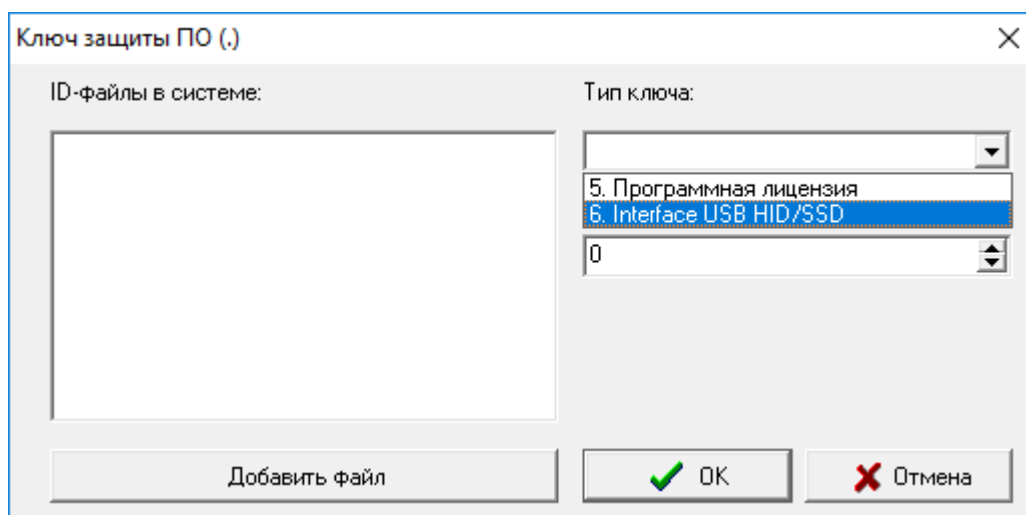 Ключ защиты ПО (.)
ID-файлы в системе:
Тип ключа:
5. Программная лицензия
6. Interface USB HID/SSD
0
Добавить файл
OK
Отмена